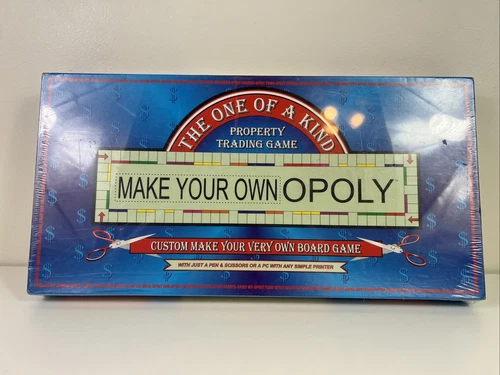 THE ONE OF A KIND
PROPERTY
TRADING GAME
MAKE YOUR OWN OPOLY
CUSTOM MAKE YOUR VERY OWN BOARD GAME
WITH JUST A PEN & SCISSORS OR A PC WITH ANY SIMPLE PRINTER